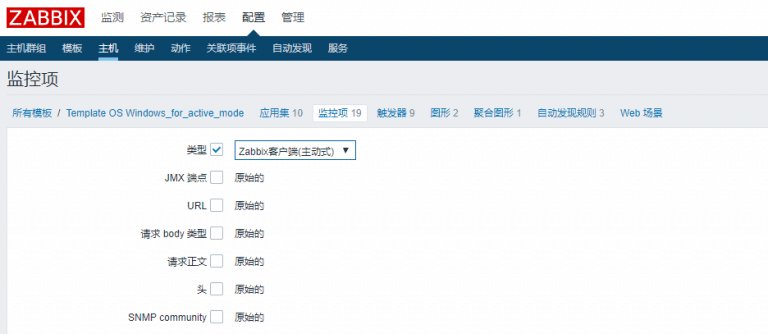 ZABBIX 监测 资产记录 报表 配置 管理
主机群组 模板 主机 维护 动作 关联项事件 自动发现 服务
监控项
所有模板 / Template OS Windows_for_active_mode 应用集 10 监控项 19 触发器 9 图形 2 聚合图形 1 自动发现规则 3 Web 场景
类型 Zabbix客户端(主动式)
JMX 端点 原始的
URL 原始的
请求 body 类型 原始的
请求正文 原始的
头 原始的
SNMP community 原始的